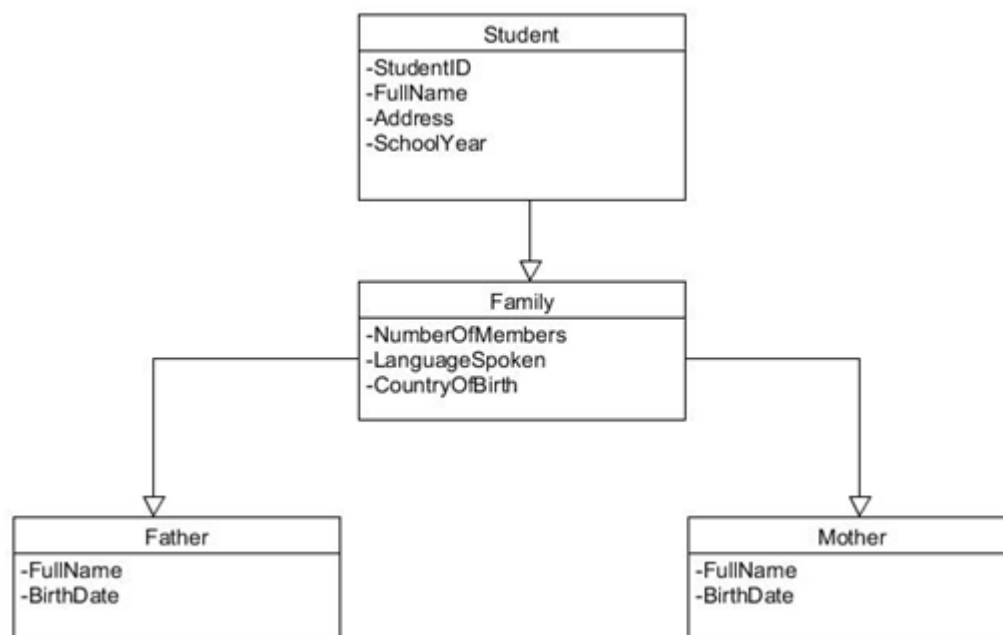 Student
-StudentID
-FullName
-Address
-SchoolYear
Family
-NumberOfMembers
-LanguageSpoken
-CountryOfBirth
Father
-FullName
-BirthDate
Mother
-FullName
-BirthDate